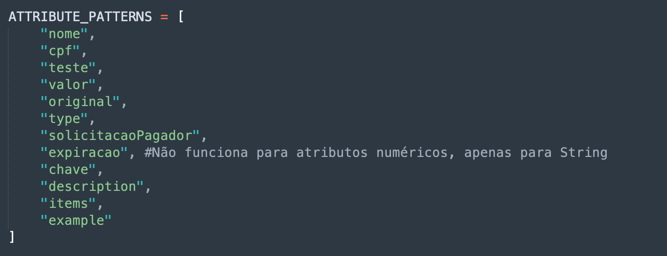 ATTRIBUTE_PATTERNS = [
    "nome",
    "cpf",
    "teste",
    "valor",
    "original",
    "type",
    "solicitacaoPagador",
    "expiracao", #Não funciona para atributos numéricos, apenas para String
    "chave",
    "description",
    "items",
    "example"
]